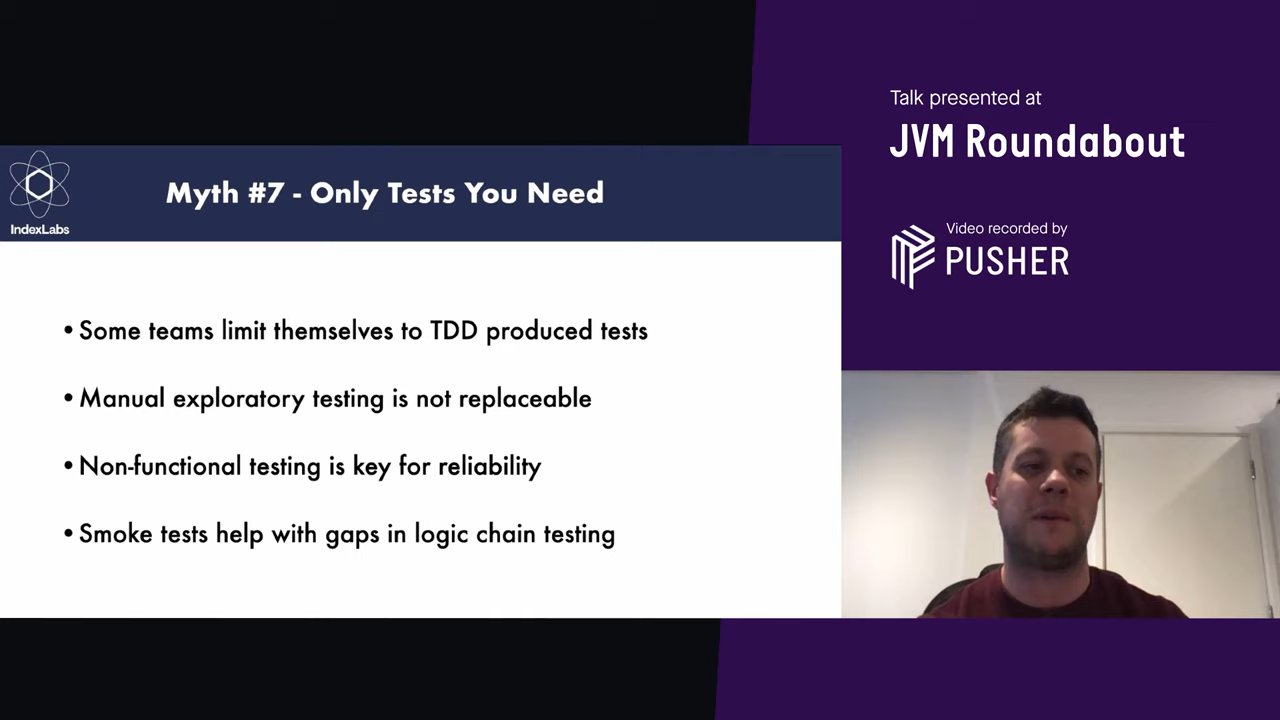 Talk presented at
JVM Roundabout
Video recorded by
PUSHER
IndexLabs
Myth #7 - Only Tests You Need
•Some teams limit themselves to TDD produced tests
•Manual exploratory testing is not replaceable
•Non-functional testing is key for reliability
•Smoke tests help with gaps in logic chain testing